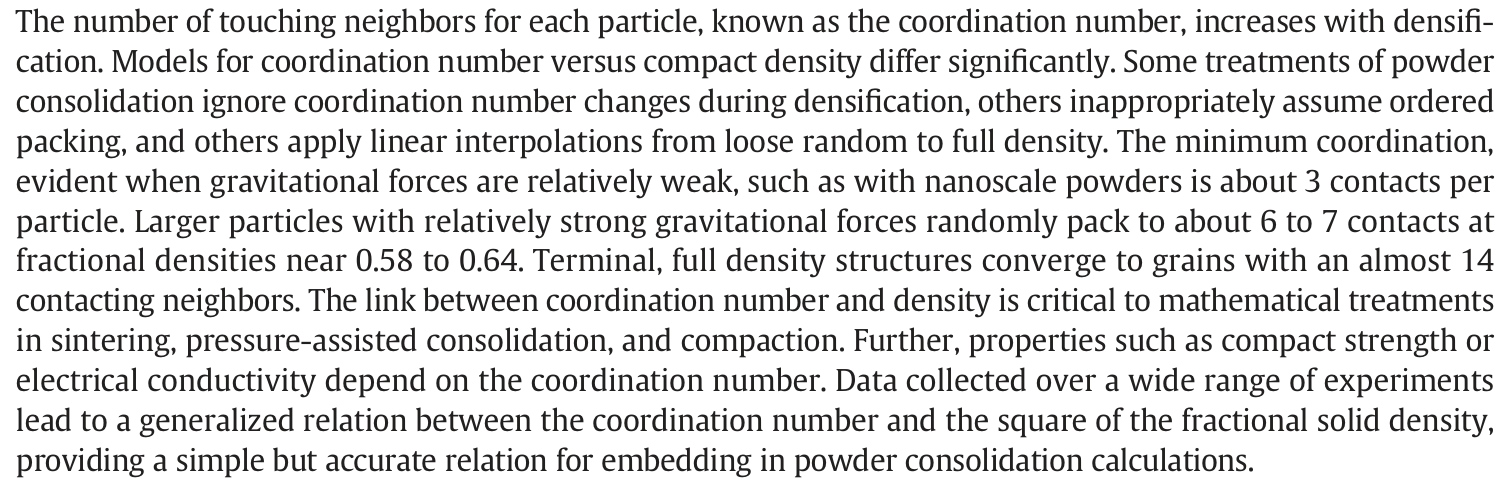 The number of touching neighbors for each particle, known as the coordination number, increases with densifi-
cation. Models for coordination number versus compact density differ significantly. Some treatments of powder
consolidation ignore coordination number changes during densification, others inappropriately assume ordered
packing, and others apply linear interpolations from loose random to full density. The minimum coordination,
evident when gravitational forces are relatively weak, such as with nanoscale powders is about 3 contacts per
particle. Larger particles with relatively strong gravitational forces randomly pack to about 6 to 7 contacts at
fractional densities near 0.58 to 0.64. Terminal, full density structures converge to grains with an almost 14
contacting neighbors. The link between coordination number and density is critical to mathematical treatments
in sintering, pressure-assisted consolidation, and compaction. Further, properties such as compact strength or
electrical conductivity depend on the coordination number. Data collected over a wide range of experiments
lead to a generalized relation between the coordination number and the square of the fractional solid density,
providing a simple but accurate relation for embedding in powder consolidation calculations.